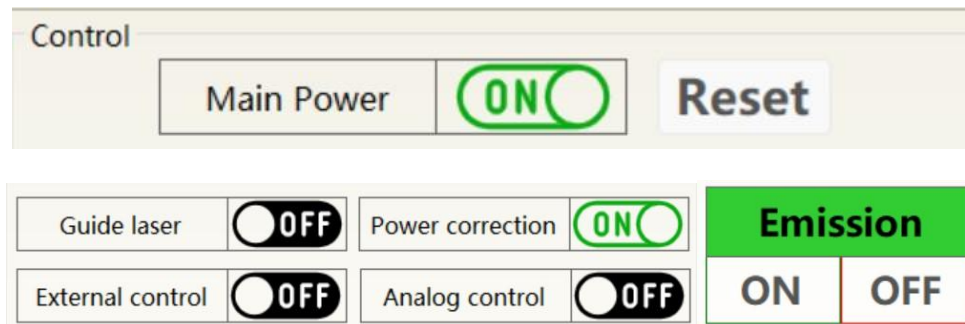 Control
Main Power ON Reset
Guide laser OFF Power correction ON Emission
External control OFF Analog control OFF ON OFF